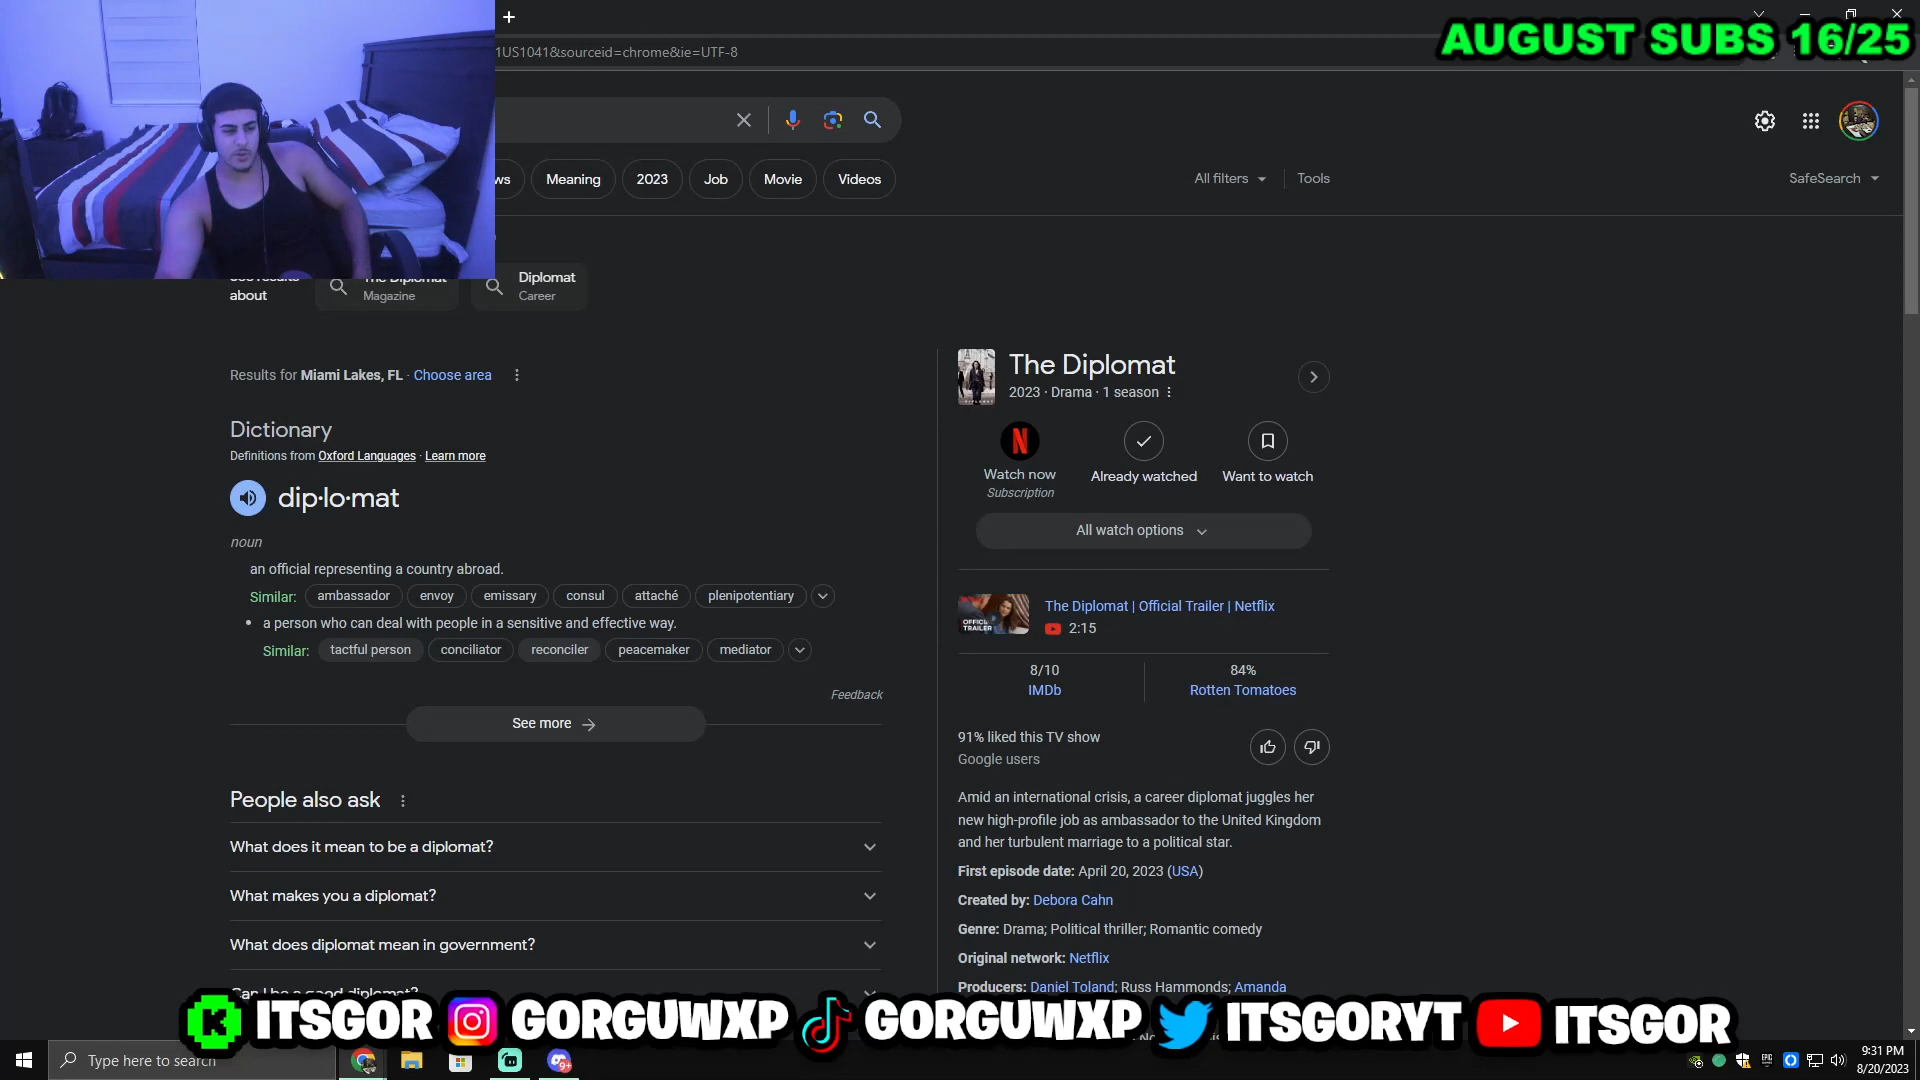 AUGUST SUBS 16/25
1US1041&sourceid=chrome&ie=UTF-8
ws
Meaning
2023
Job
Movie
Videos
All filters
Tools
SafeSearch
about
The Diplomat
Magazine
Diplomat
Career
Results for Miami Lakes, FL · Choose area
Dictionary
Definitions from Oxford Languages · Learn more
dip·lo·mat
noun
an official representing a country abroad.
Similar: ambassador envoy emissary consul attaché plenipotentiary
• a person who can deal with people in a sensitive and effective way.
Similar: tactful person conciliator reconciler peacemaker mediator
Feedback
See more
People also ask
What does it mean to be a diplomat?
What makes you a diplomat?
What does diplomat mean in government?
Can I be a good diplomat?
The Diplomat
2023 · Drama · 1 season
Watch now
Subscription
Already watched
Want to watch
All watch options
OFFICIAL
TRAILER
The Diplomat | Official Trailer | Netflix
2:15
8/10
IMDb
84%
Rotten Tomatoes
91% liked this TV show
Google users
Amid an international crisis, a career diplomat juggles her
new high-profile job as ambassador to the United Kingdom
and her turbulent marriage to a political star.
First episode date: April 20, 2023 (USA)
Created by: Debora Cahn
Genre: Drama; Political thriller; Romantic comedy
Original network: Netflix
Producers: Daniel Toland; Russ Hammonds; Amanda
ITSGOR GORGUWXP GORGUWXP ITSGORYT ITSGOR
Type here to search
9:31 PM
8/20/2023